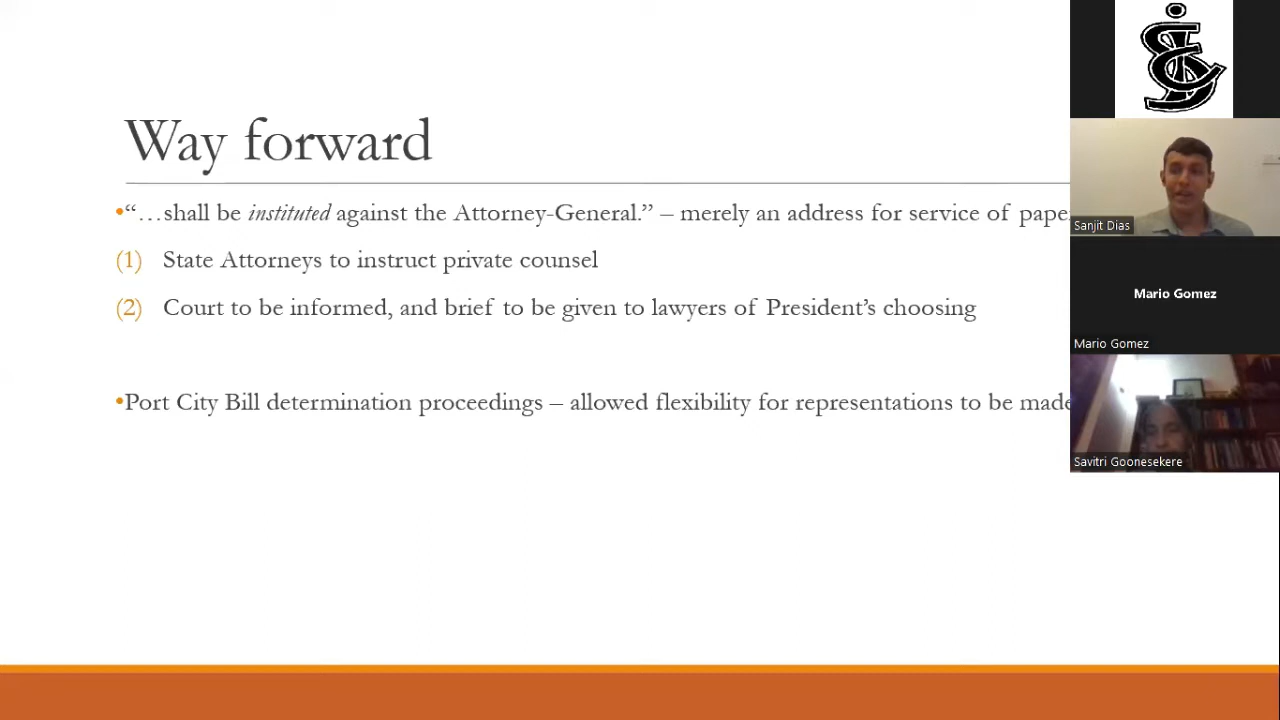 Way forward
•“…shall be instituted against the Attorney-General.” – merely an address for service of
(1) State Attorneys to instruct private counsel
(2) Court to be informed, and brief to be given to lawyers of President’s choosing
•Port City Bill determination proceedings – allowed flexibility for representations to be made
Sanjit Dias
Mario Gomez
Mario Gomez
Savitri Goonesekere